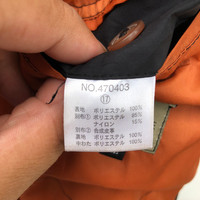 NO.470403
⑰
表地 ポリエステル 100%
別布① ポリエステル 85%
ナイロン 15%
別布② 合成皮革
裏地 ポリエステル 100%
中わた ポリエステル 100%